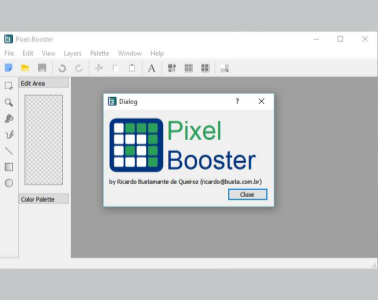 Pixel Booster
File Edit View Layers Palette Window Help
A
Edit Area
Color Palette
Dialog ?
Pixel
Booster
by Ricardo Bustamante de Queiroz (ricardo@busta.com.br)
Close